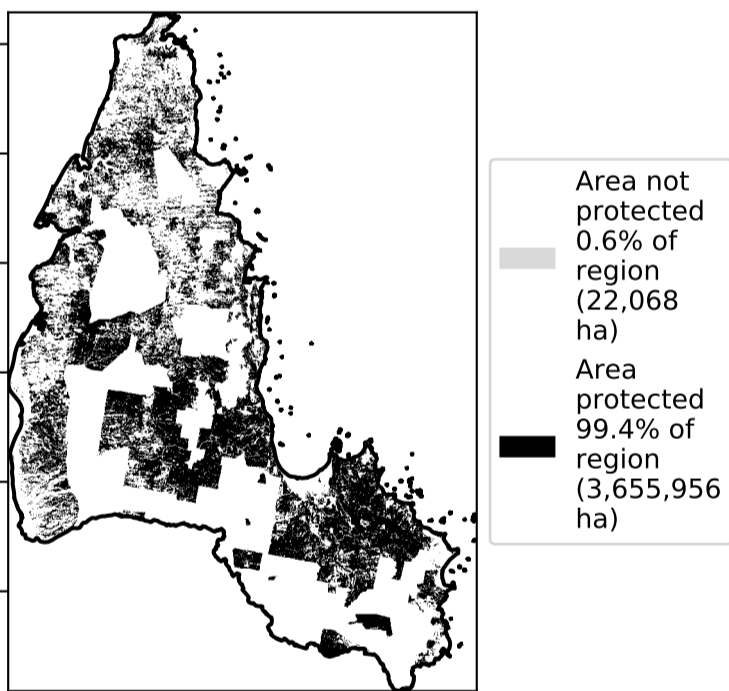 Area not
protected
0.6% of
region
(22,068
ha)
Area
protected
99.4% of
region
(3,655,956
ha)